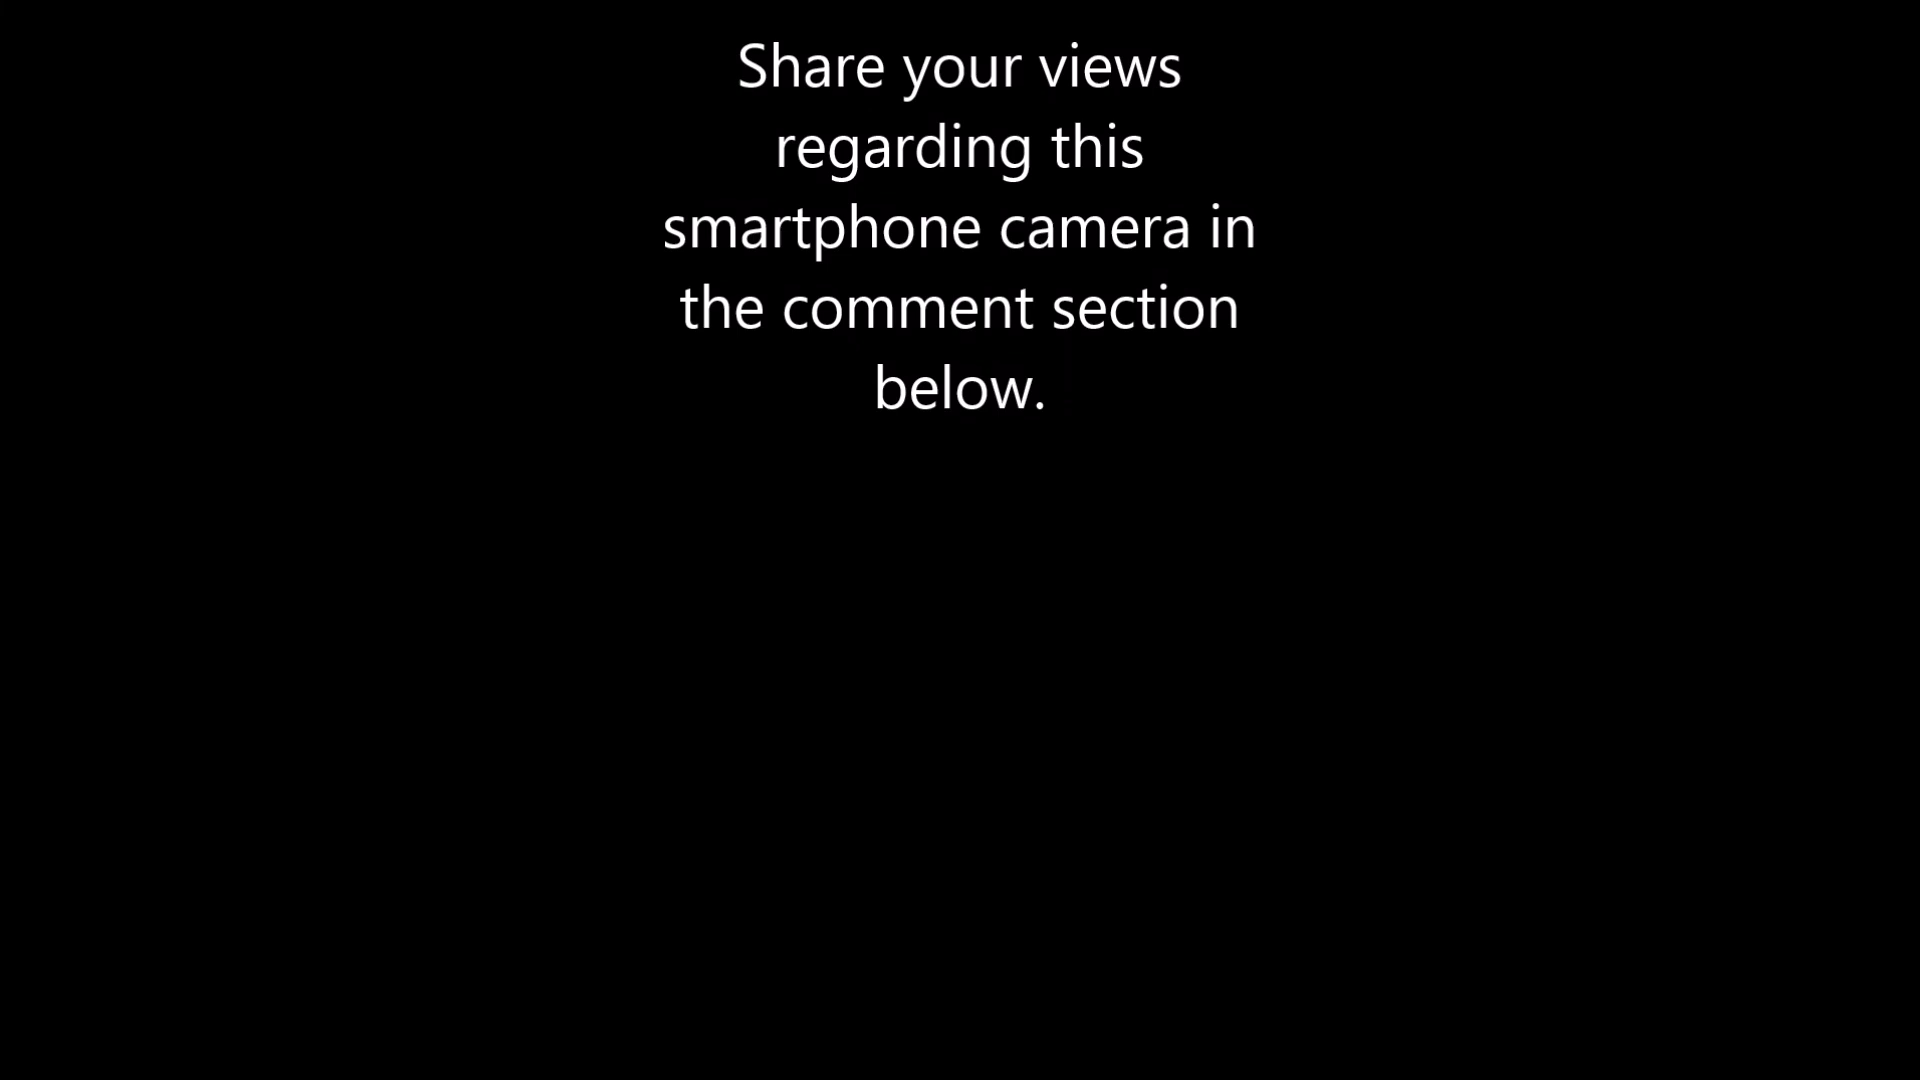 Share your views
regarding this
smartphone camera in
the comment section
below.